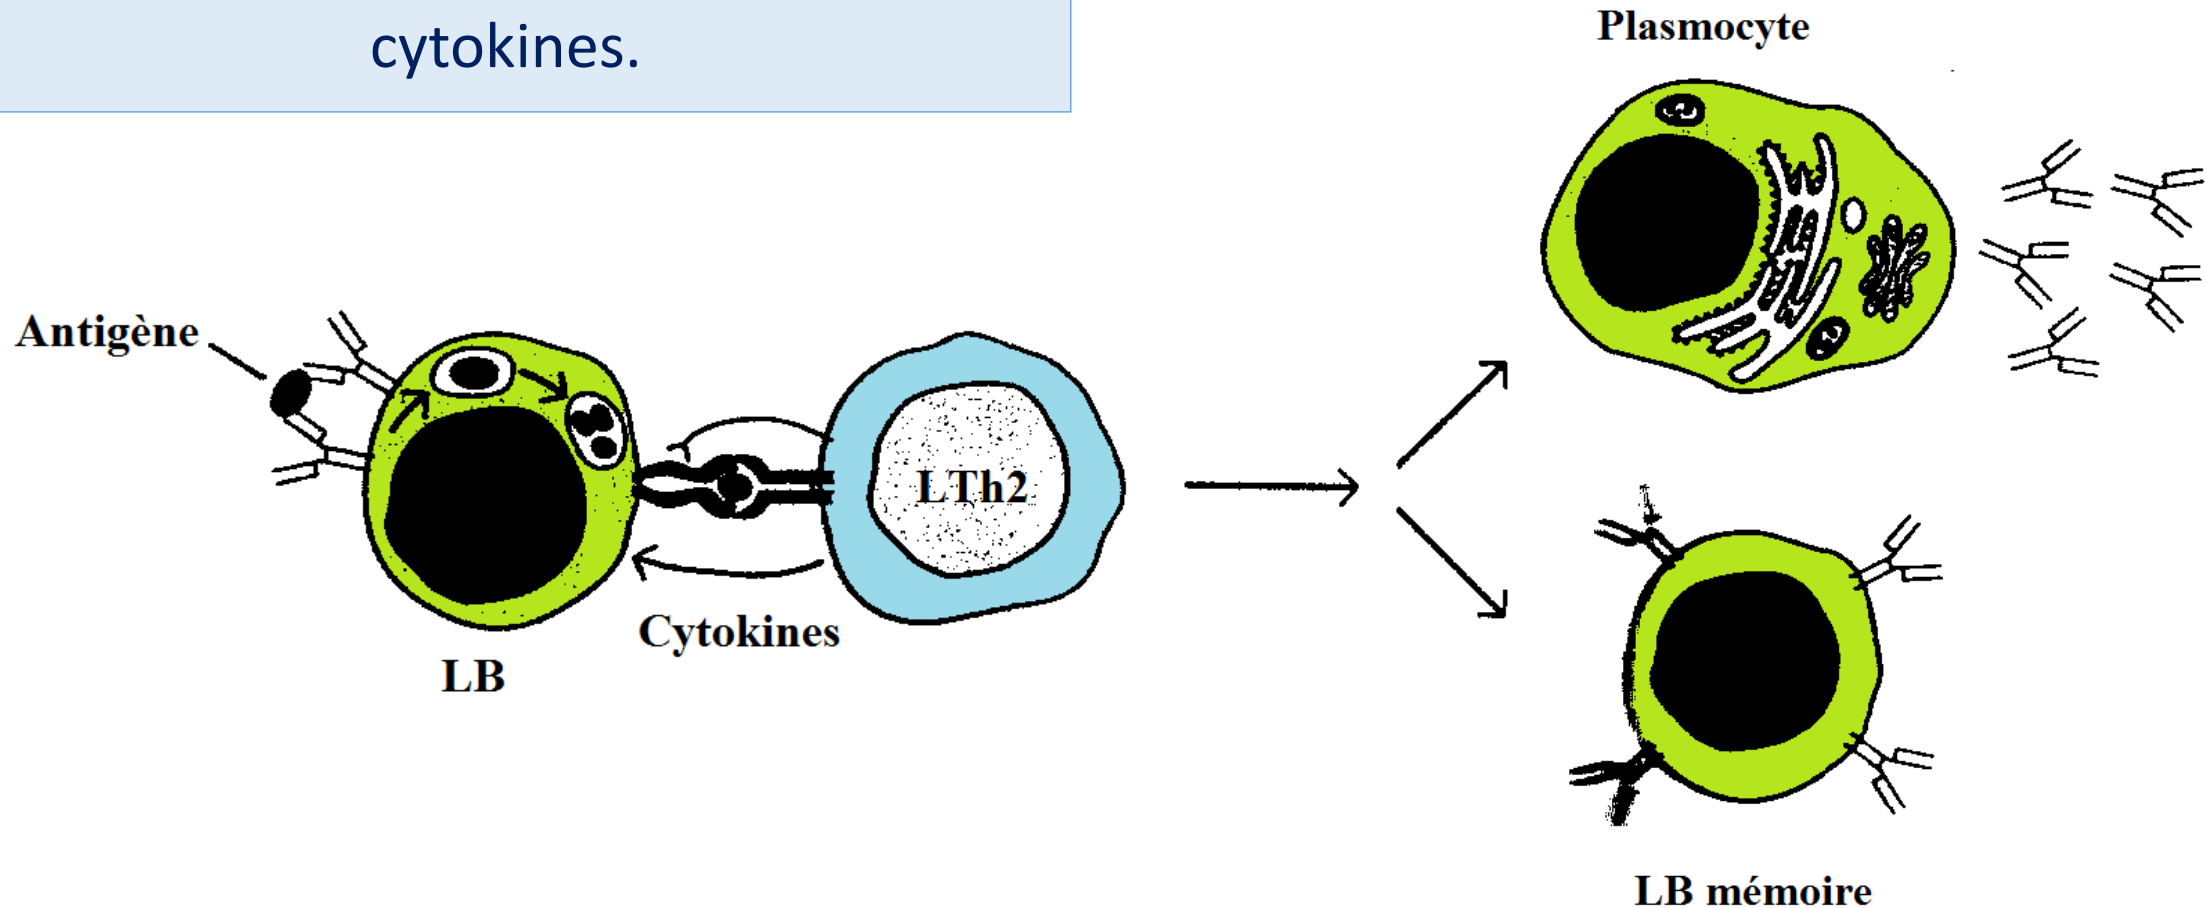 cytokines.
Plasmocyte
Antigène
LTh2
Cytokines
LB
LB mémoire